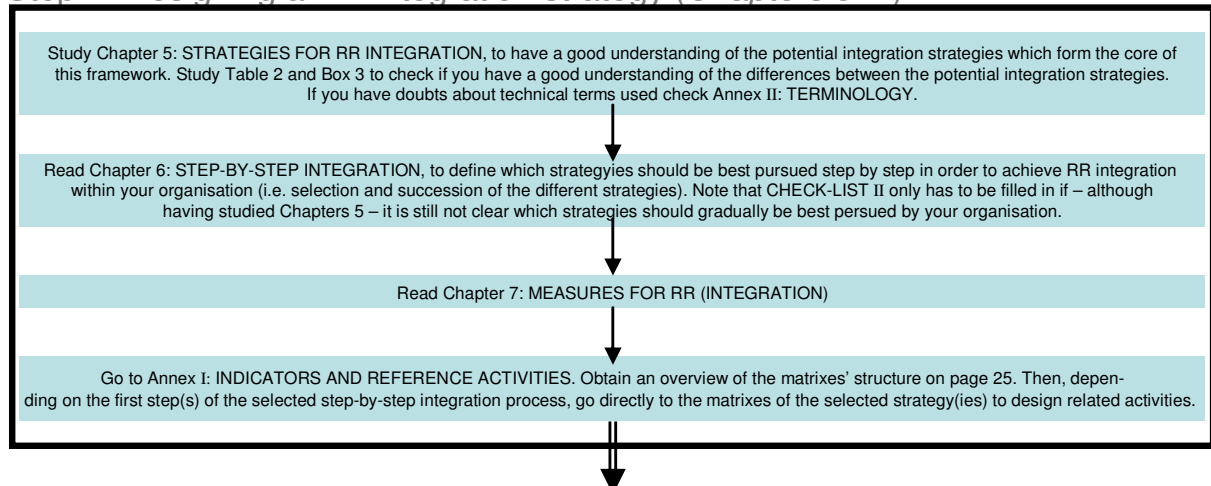 Study Chapter 5: STRATEGIES FOR RR INTEGRATION, to have a good understanding of the potential integration strategies which form the core of
this framework. Study Table 2 and Box 3 to check if you have a good understanding of the differences between the potential integration strategies.
If you have doubts about technical terms used check Annex II: TERMINOLOGY.
Read Chapter 6: STEP-BY-STEP INTEGRATION, to define which strategyies should be best pursued step by step in order to achieve RR integration
within your organisation (i.e. selection and succession of the different strategies). Note that CHECK-LIST II only has to be filled in if – although
having studied Chapters 5 – it is still not clear which strategies should gradually be best persued by your organisation.
Read Chapter 7: MEASURES FOR RR (INTEGRATION)
Go to Annex I: INDICATORS AND REFERENCE ACTIVITIES. Obtain an overview of the matrixes' structure on page 25. Then, depen-
ding on the first step(s) of the selected step-by-step integration process, go directly to the matrixes of the selected strategy(ies) to design related activities.